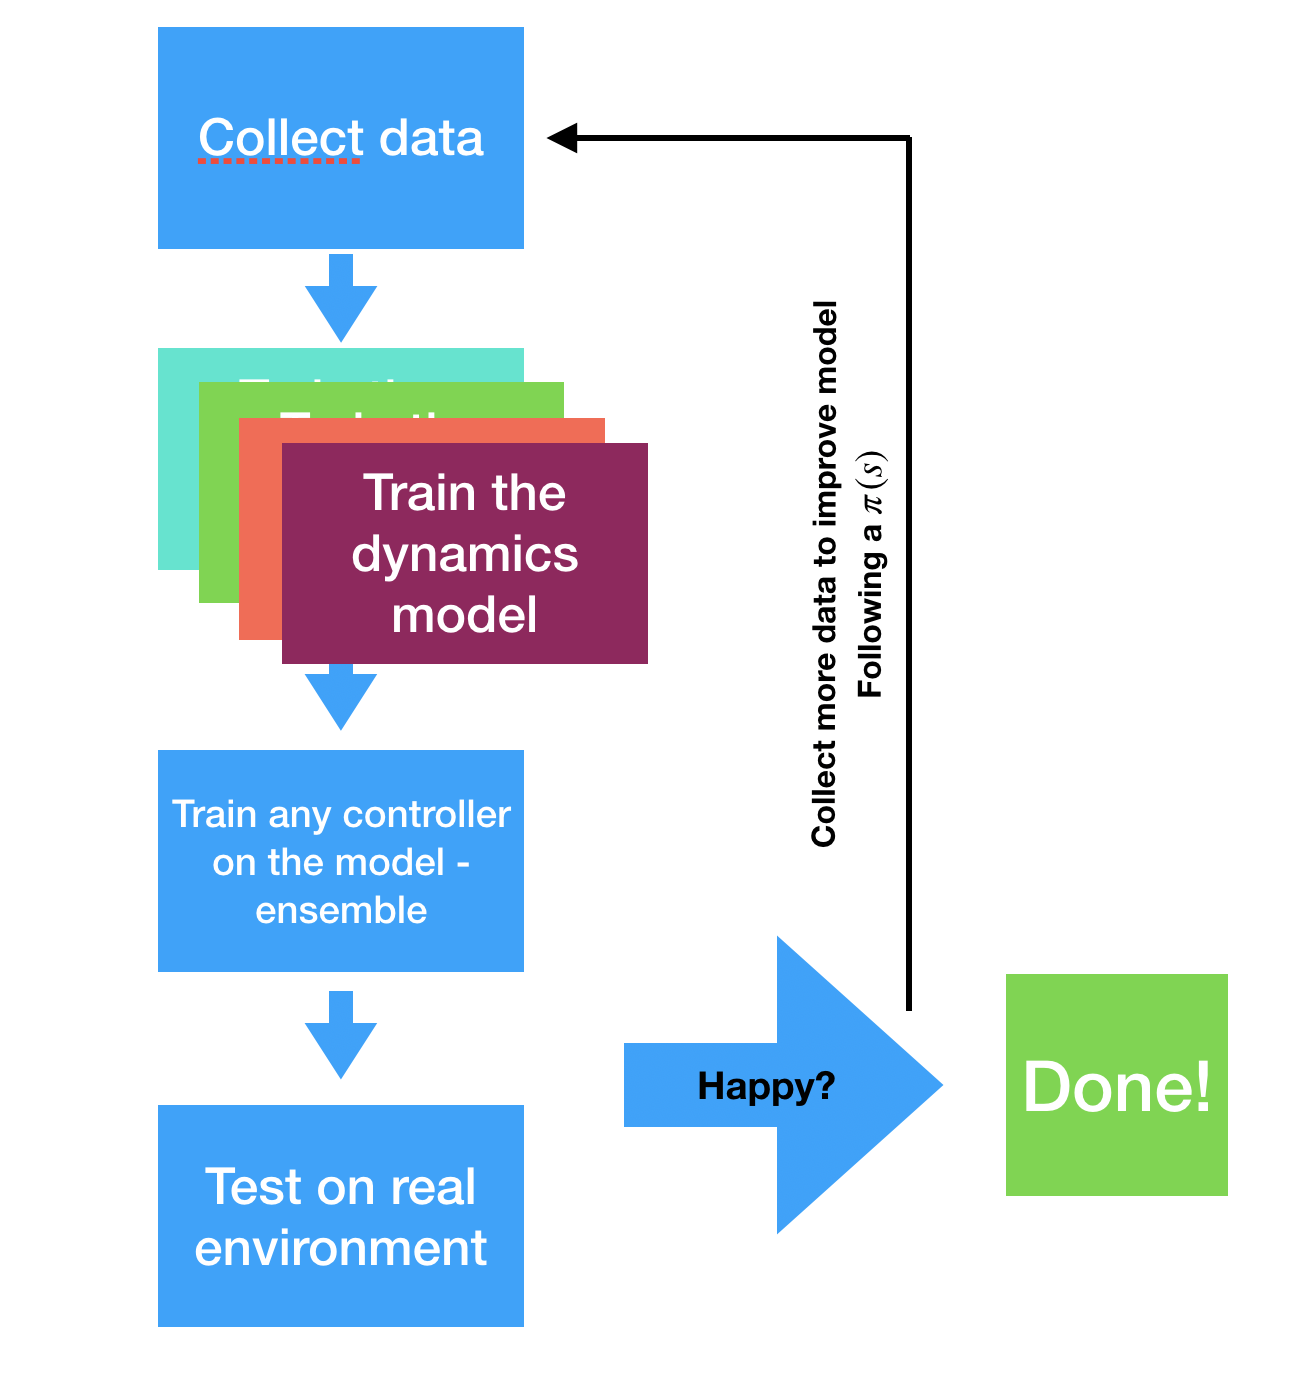 Collect data
Train the
dynamics
model
Train any controller
on the model -
ensemble
Test on real
environment
Collect more data to improve model
Following a π(s)
Happy?
Done!